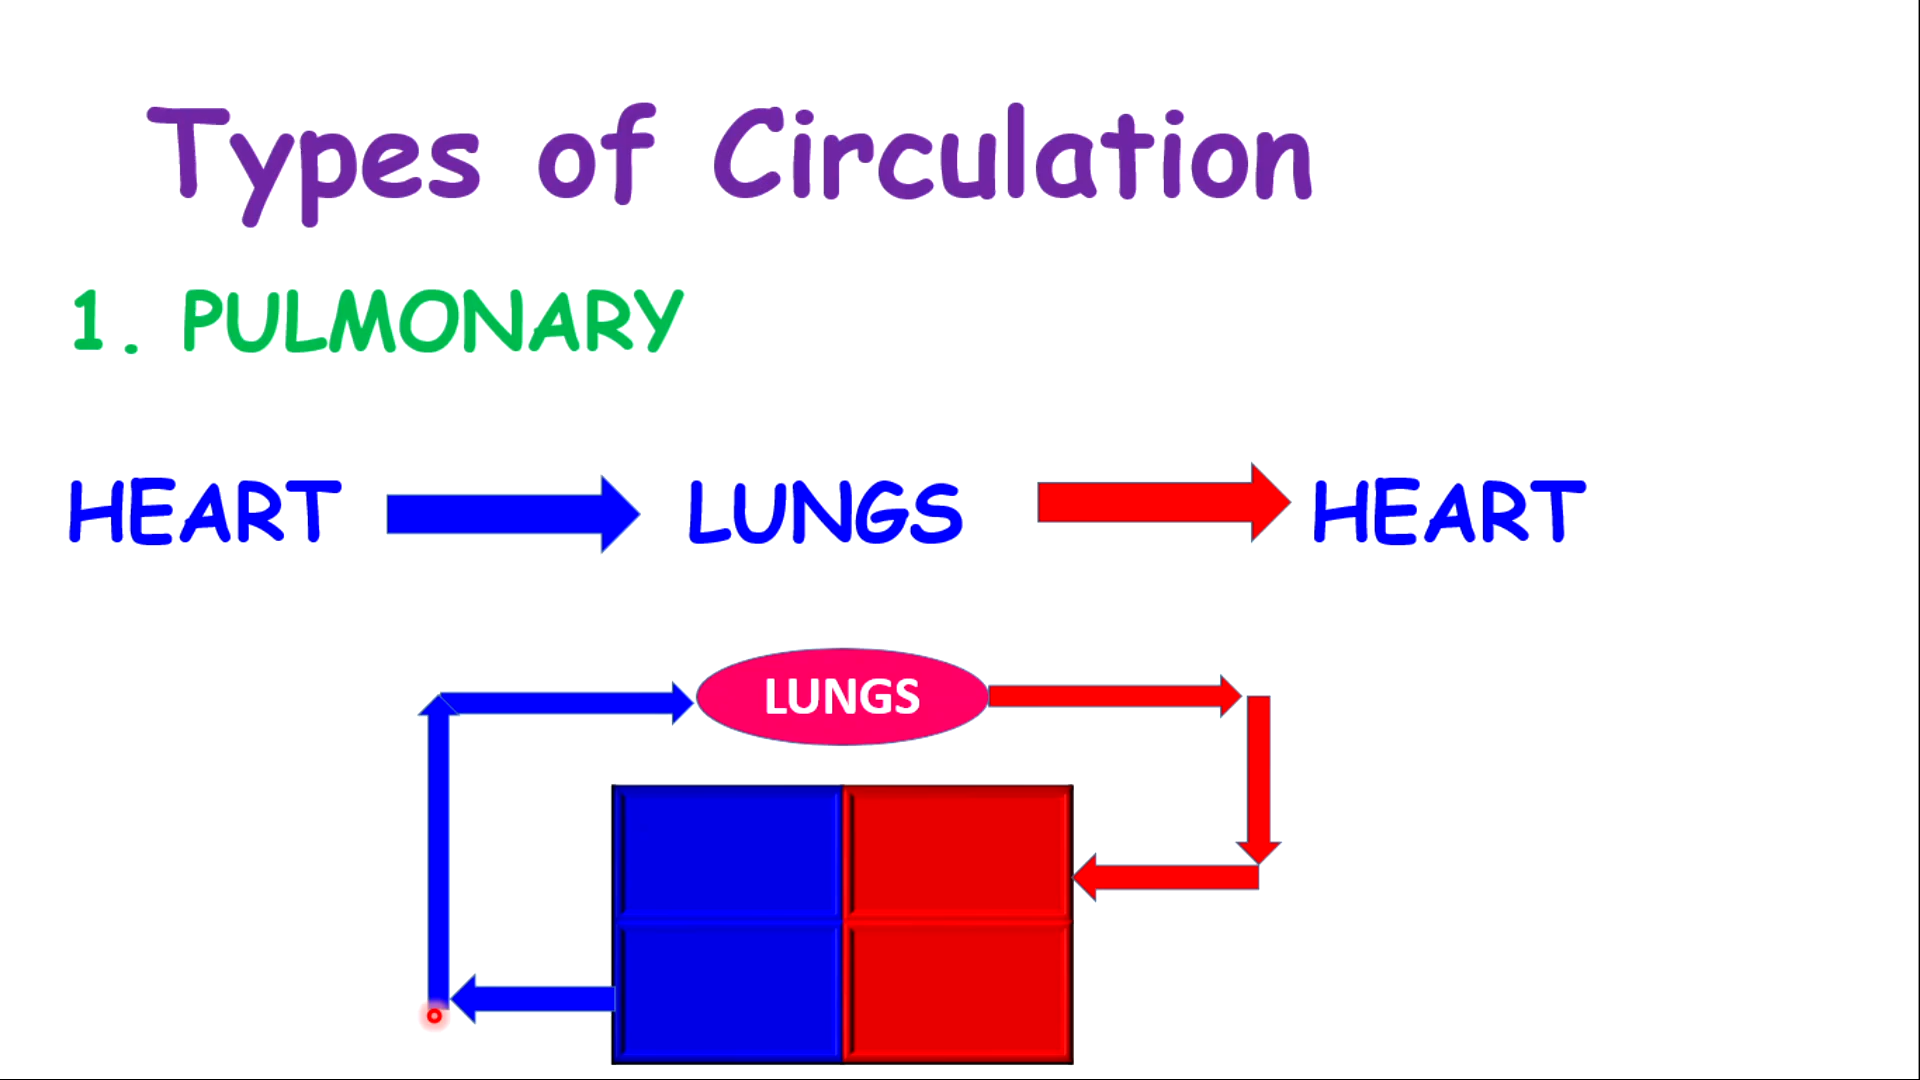 Types of Circulation
1. PULMONARY
HEART LUNGS HEART
LUNGS